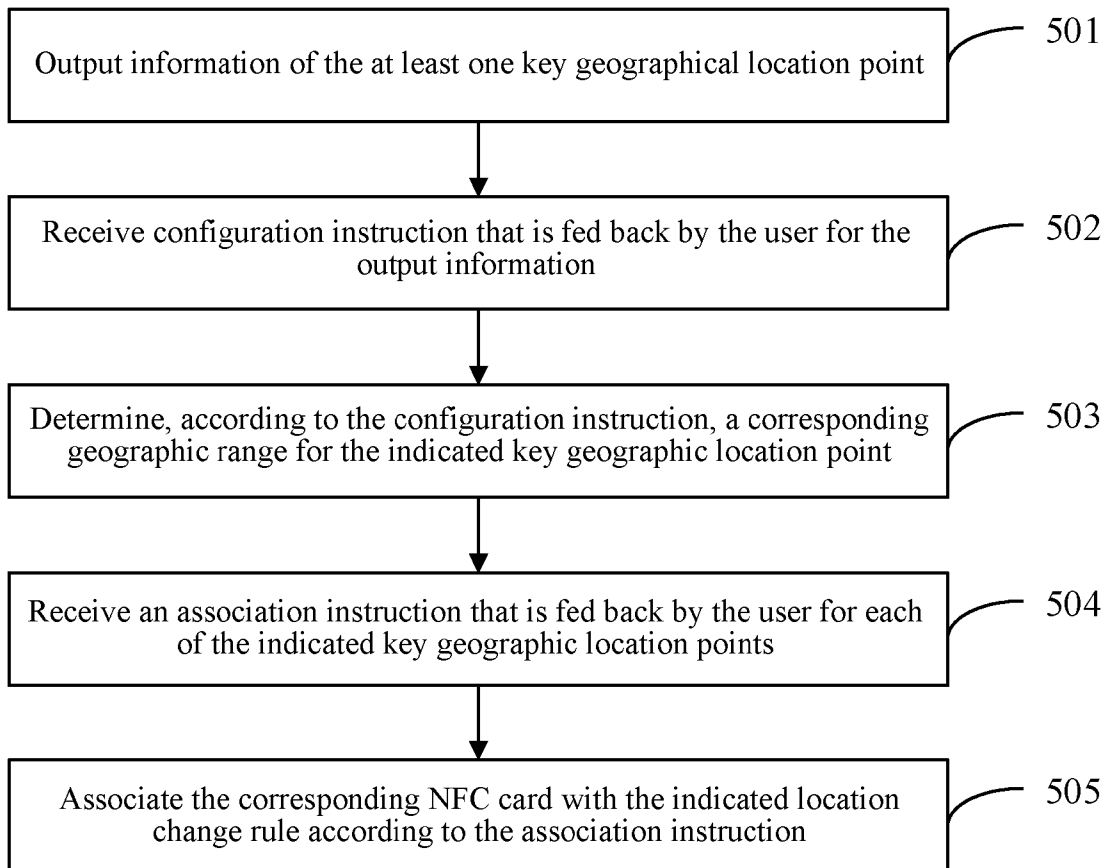 Output information of the at least one key geographical location point
501
Receive configuration instruction that is fed back by the user for the
output information
502
Determine, according to the configuration instruction, a corresponding
geographic range for the indicated key geographic location point
503
Receive an association instruction that is fed back by the user for each
of the indicated key geographic location points
504
Associate the corresponding NFC card with the indicated location
change rule according to the association instruction
505